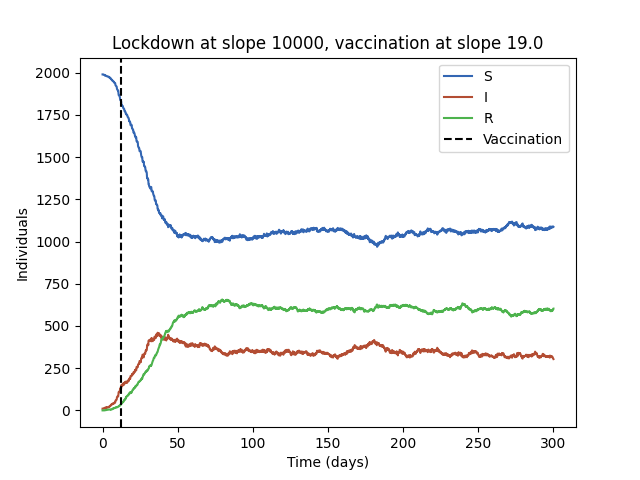 Lockdown at slope 10000, vaccination at slope 19.0
S
I
R
Vaccination
Individuals
2000
1750
1500
1250
1000
750
500
250
0
0 50 100 150 200 250 300
Time (days)